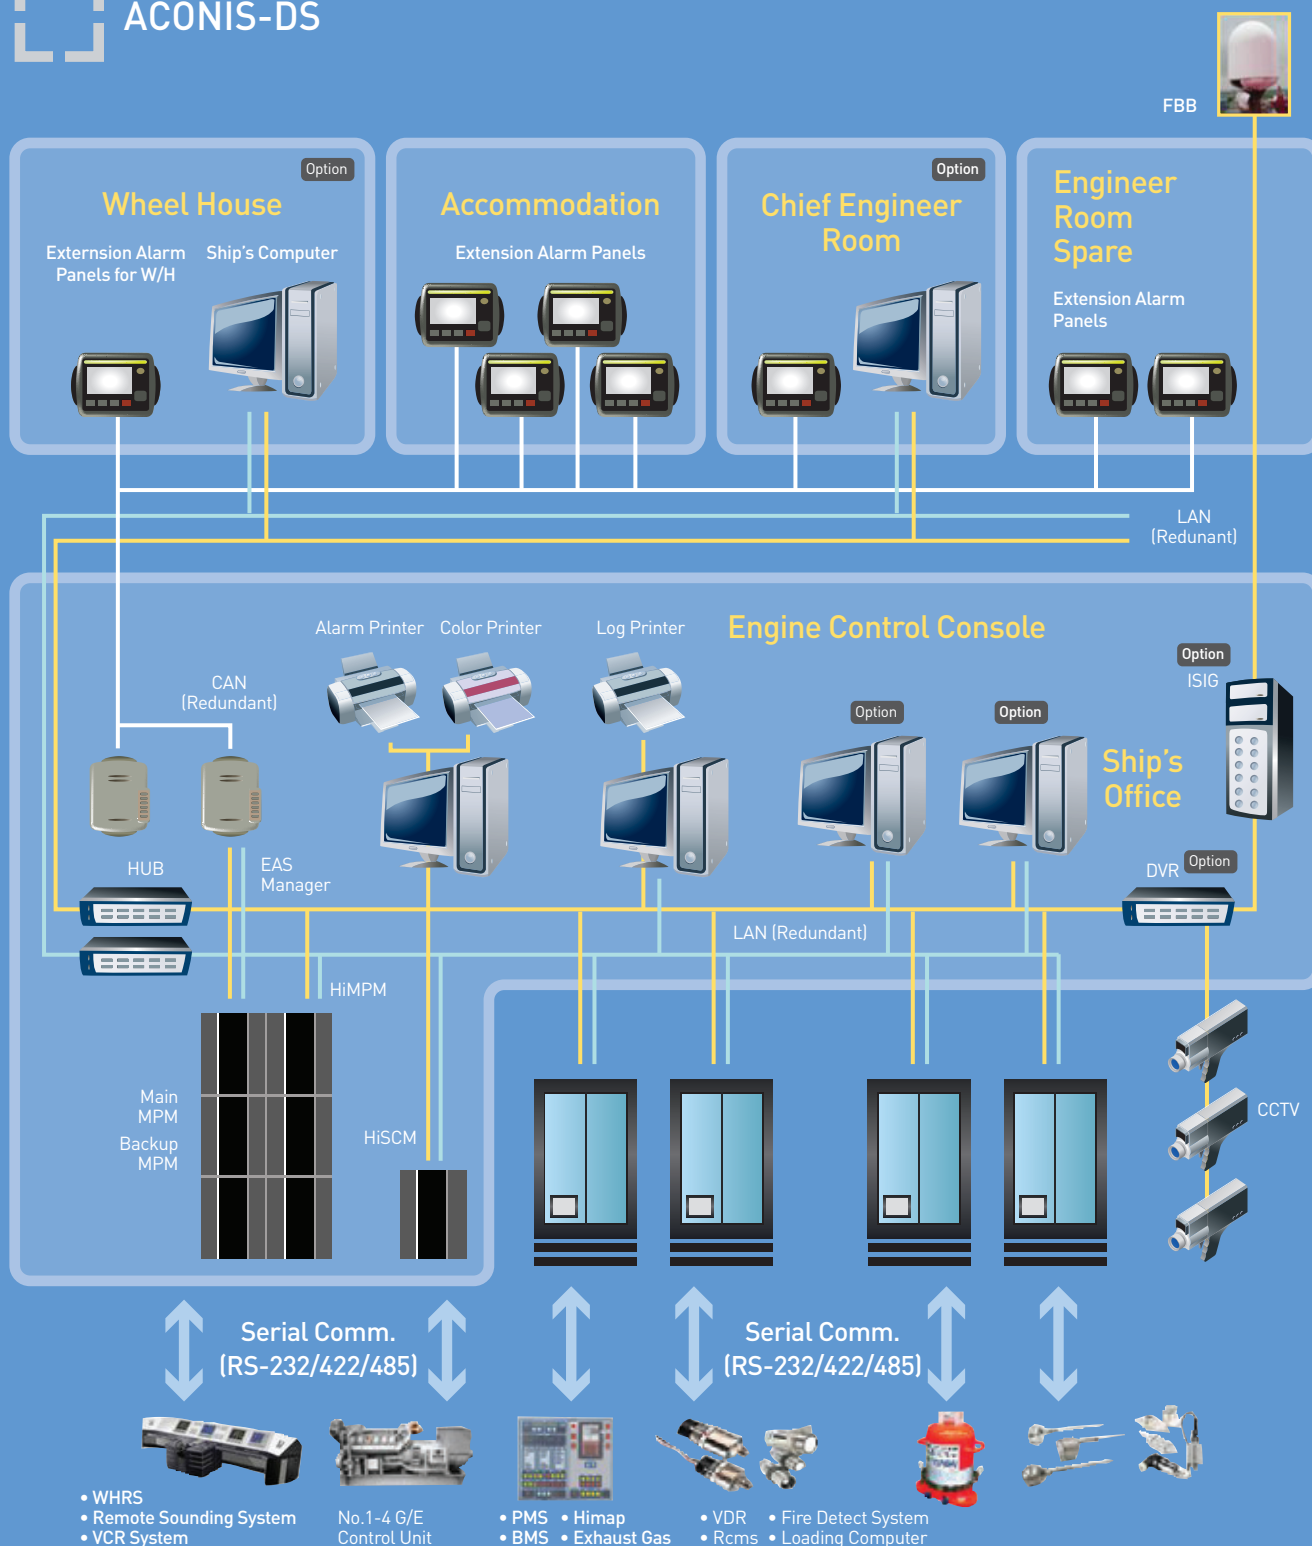 ACONIS-DS
FBB
Option
Wheel House
Externsion Alarm
Panels for W/H
Ship's Computer
Accommodation
Extension Alarm Panels
Option
Chief Engineer
Room
Engineer
Room
Spare
Extension Alarm
Panels
LAN
(Redunant)
Engine Control Console
Alarm Printer
Color Printer
Log Printer
CAN
(Redundant)
Option
Option
Option
ISIG
Ship's
Office
HUB
EAS
Manager
DVR
Option
LAN (Redundant)
HiMPM
Main
MPM
Backup
MPM
HiSCM
CCTV
Serial Comm.
(RS-232/422/485)
Serial Comm.
(RS-232/422/485)
• WHRS
• Remote Sounding System
• VCR System
No.1-4 G/E
Control Unit
• PMS • Himap
• BMS • Exhaust Gas
• VDR • Fire Detect System
• Rcms • Loading Computer